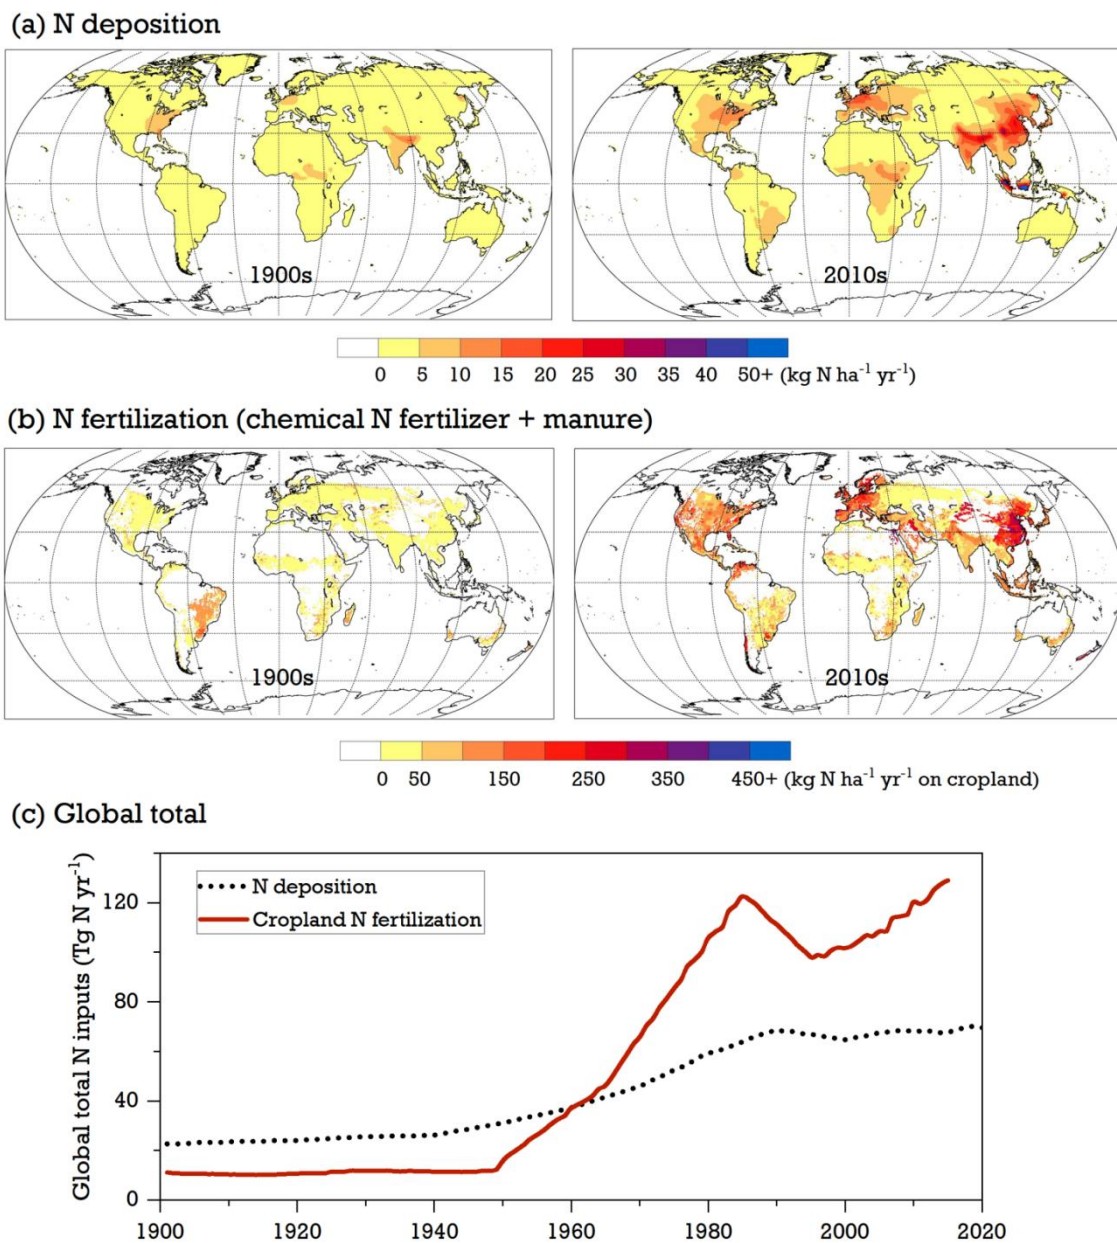 (a) N deposition
1900s
2010s
0 5 10 15 20 25 30 35 40 50+ (kg N ha⁻¹ yr⁻¹)
(b) N fertilization (chemical N fertilizer + manure)
1900s
2010s
0 50 150 250 350 450+ (kg N ha⁻¹ yr⁻¹ on cropland)
(c) Global total
Global total N inputs (Tg N yr⁻¹)
N deposition
Cropland N fertilization
120
80
40
0
1900 1920 1940 1960 1980 2000 2020